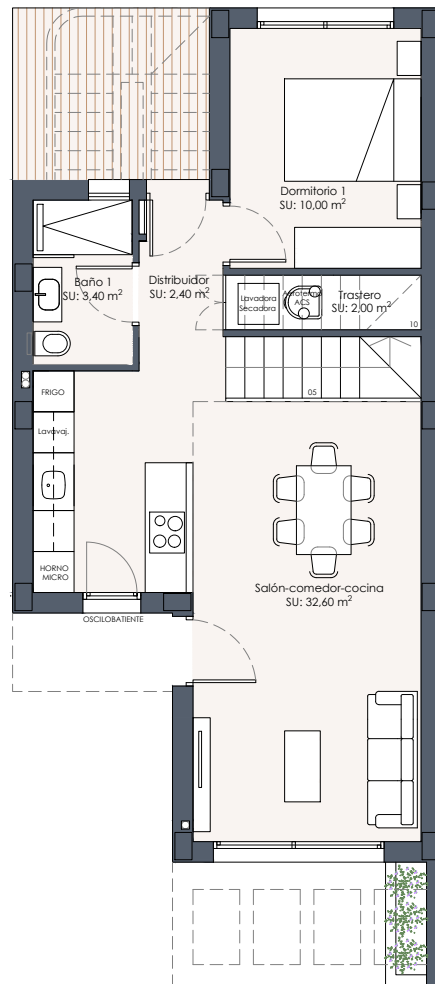 Dormitorio 1
SU: 10,00 m²
Baño 1
SU: 3,40 m²
Distribuidor
SU: 2,40 m²
Lavadora
Secadora
Aerotermo
ACS
Trastero
SU: 2,00 m²
10
05
FRIGO
Lavavaj.
HORNO
MICRO
OSCILOBATIENTE
Salón-comedor-cocina
SU: 32,60 m²